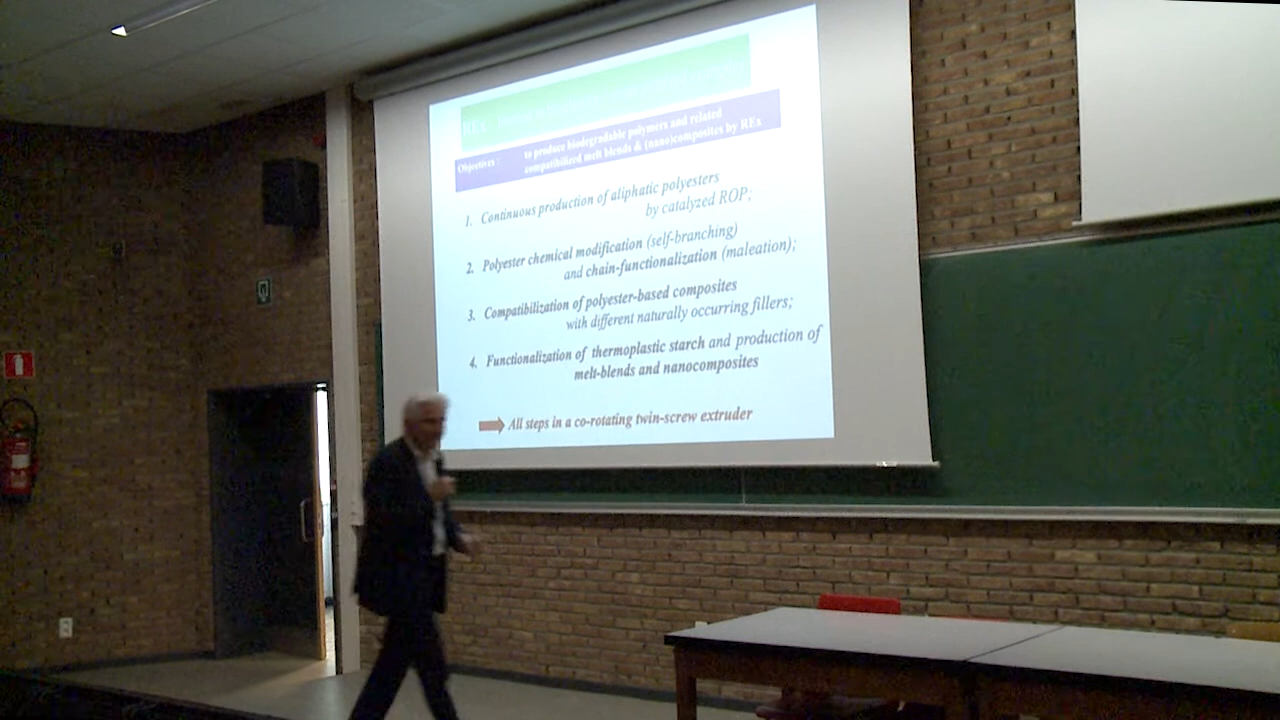 REx
Objectives : to produce biodegradable polymers and related
compatibilized melt blends & (nano)composites by REx
1. Continuous production of aliphatic polyesters
by catalyzed ROP;
2. Polyester chemical modification (self-branching)
and chain-functionalization (maleation);
3. Compatibilization of polyester-based composites
with different naturally occurring fillers;
4. Functionalization of thermoplastic starch and production of
melt-blends and nanocomposites
All steps in a co-rotating twin-screw extruder